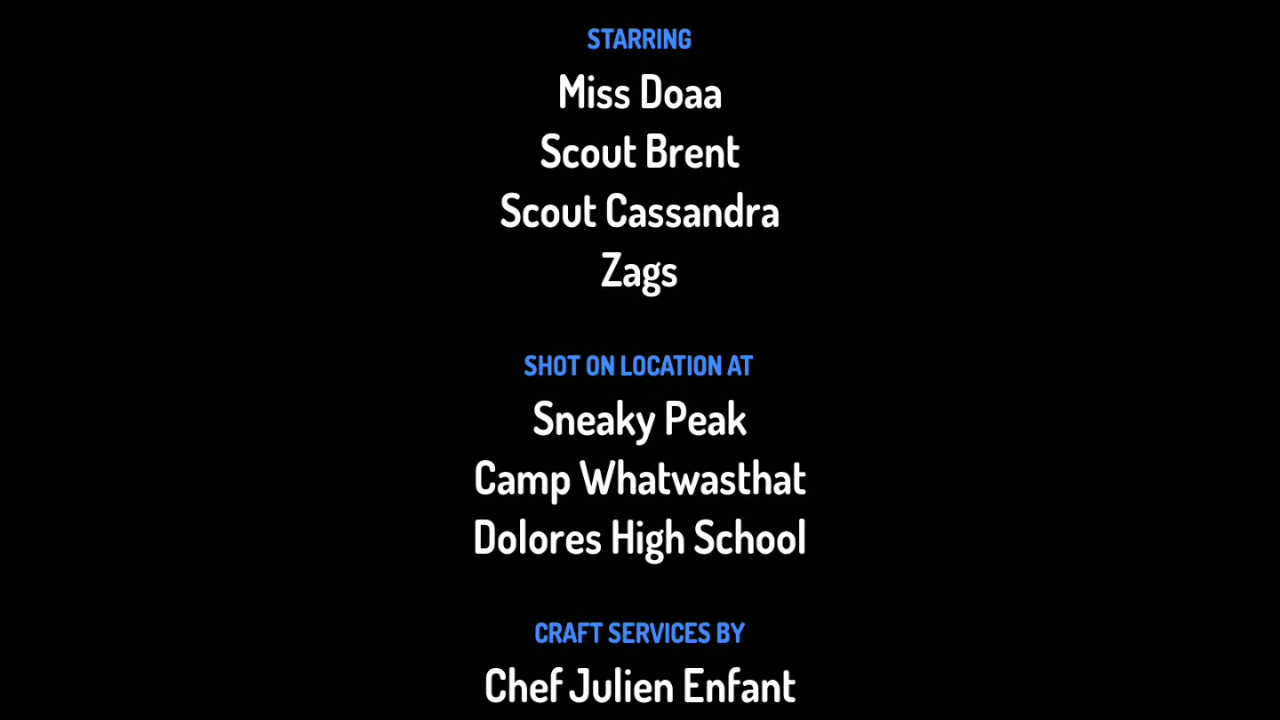 STARRING
Miss Doaa
Scout Brent
Scout Cassandra
Zags
SHOT ON LOCATION AT
Sneaky Peak
Camp Whatwasthat
Dolores High School
CRAFT SERVICES BY
Chef Julien Enfant